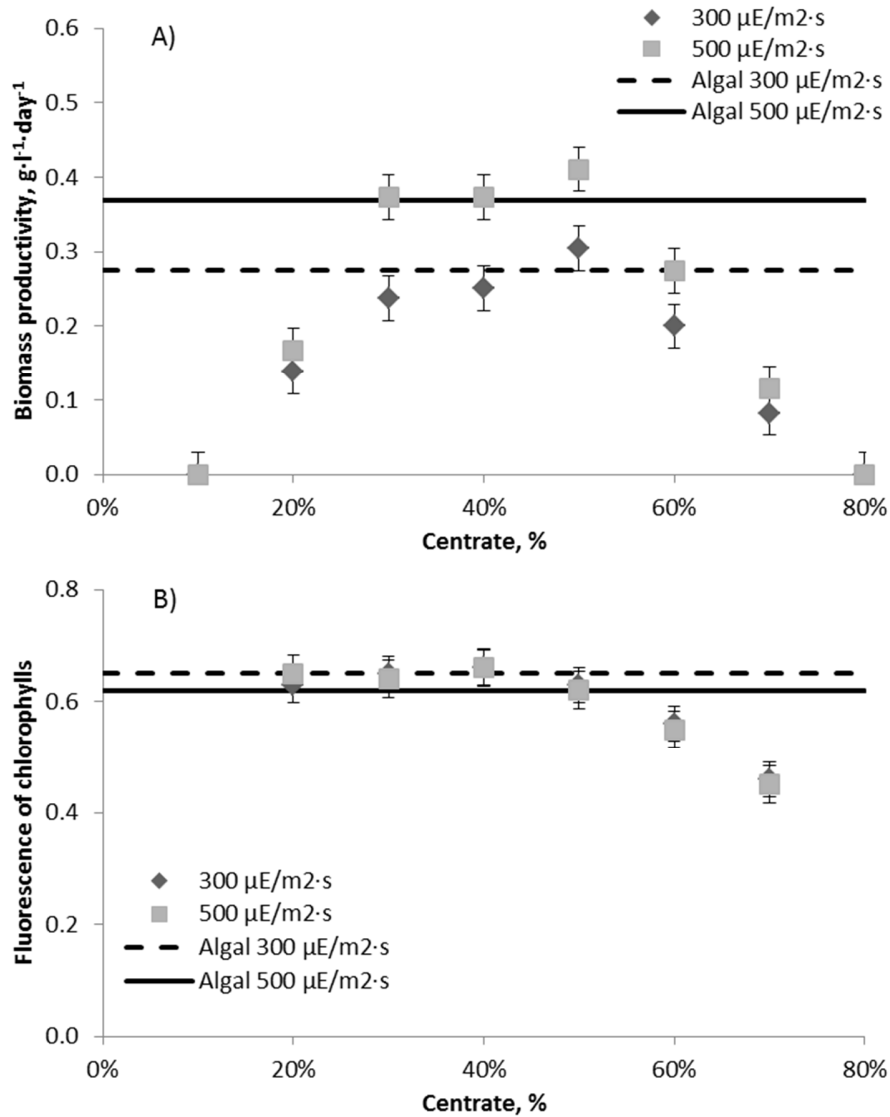 A)
300 µE/m2·s
500 µE/m2·s
Algal 300 µE/m2·s
Algal 500 µE/m2·s
Biomass productivity, g·l⁻¹·day⁻¹
0.6
0.5
0.4
0.3
0.2
0.1
0.0
0% 20% 40% 60% 80%
Centrate, %
B)
Fluorescence of chlorophylls
0.8
0.6
0.4
0.2
0.0
300 µE/m2·s
500 µE/m2·s
Algal 300 µE/m2·s
Algal 500 µE/m2·s
0% 20% 40% 60% 80%
Centrate, %